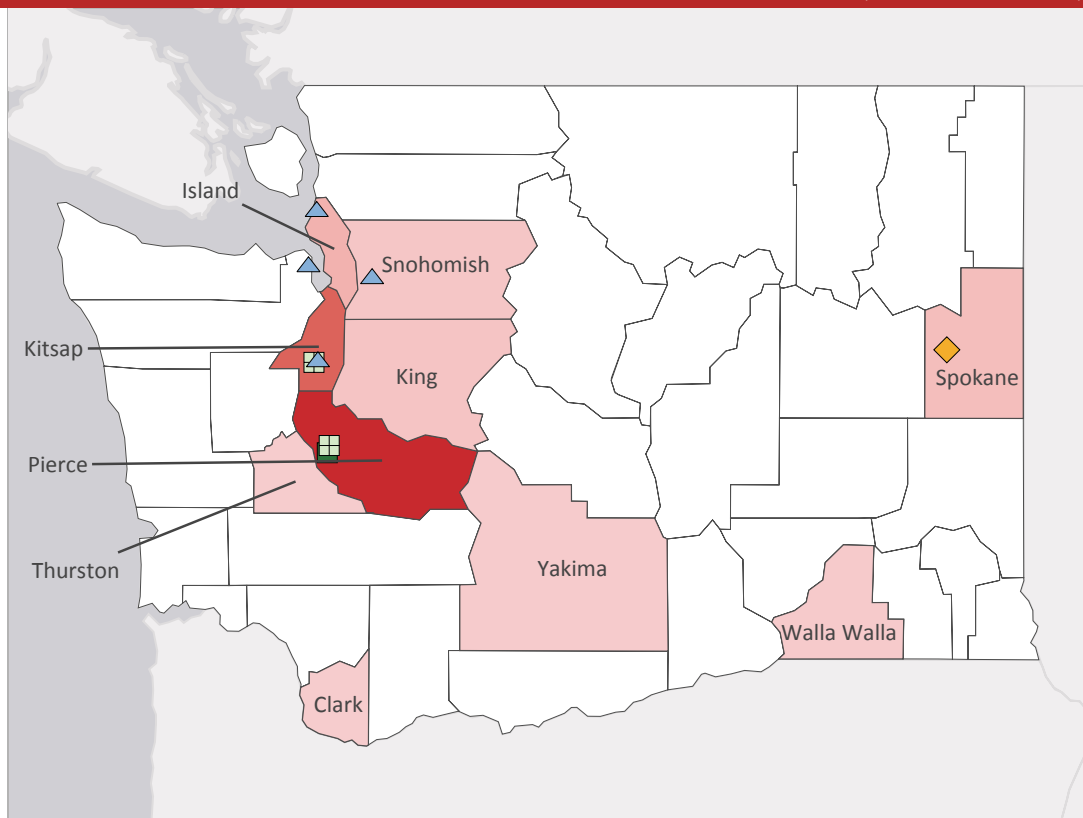 Island
Snohomish
Kitsap
King
Spokane
Pierce
Thurston
Yakima
Walla Walla
Clark